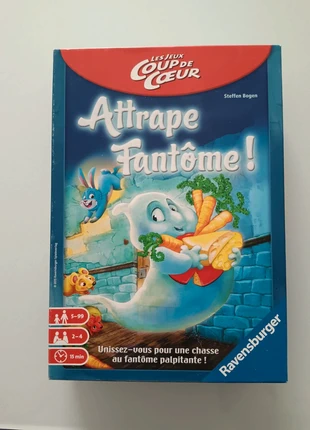 LES JEUX
COUP DE
CŒUR
Steffen Bogen
Attrape
Fantôme !
5-99
2-4
15 min
Unissez-vous pour une chasse
au fantôme palpitante !
Ravensburger